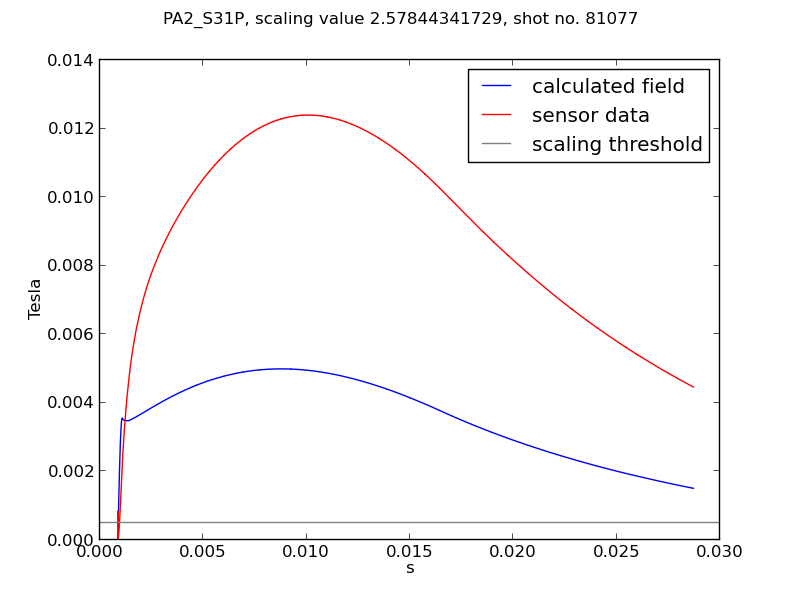 PA2_S31P, scaling value 2.57844341729, shot no. 81077
calculated field
sensor data
scaling threshold
Tesla
0.014
0.012
0.010
0.008
0.006
0.004
0.002
0.000
0.000 0.005 0.010 0.015 0.020 0.025 0.030
s